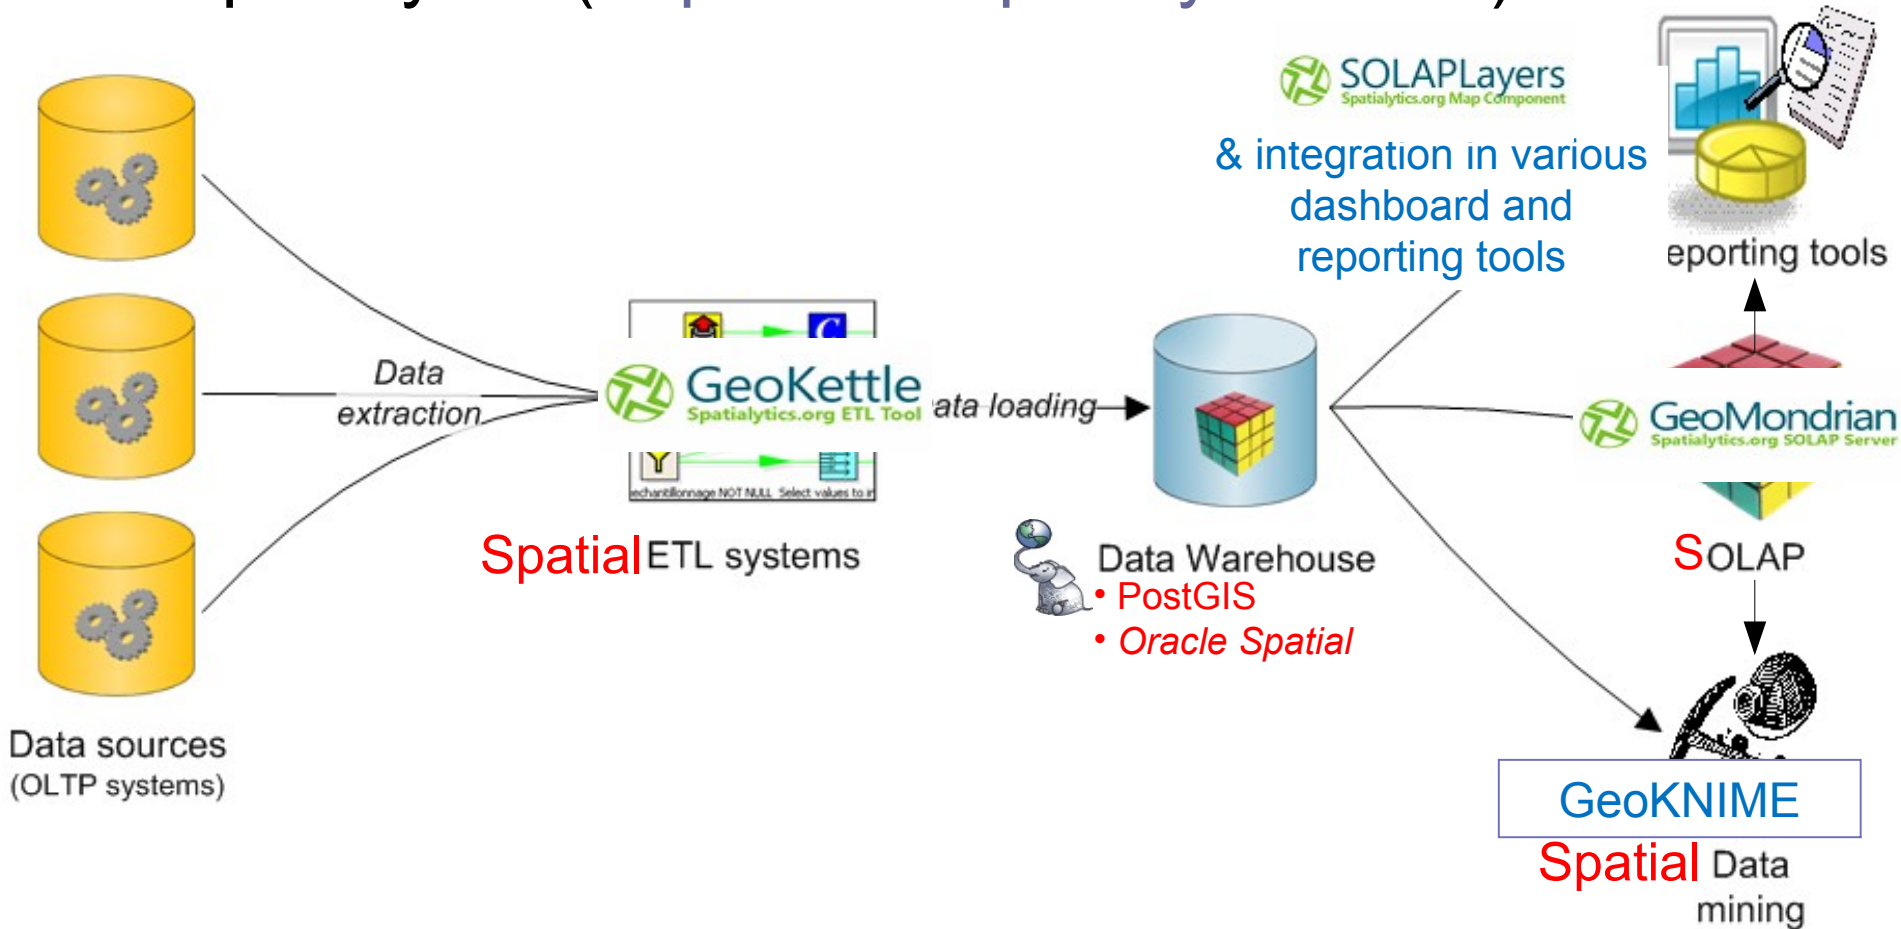 SOLAPLayers
Spatialytics.org Map Component
& integration in various
dashboard and
reporting tools
eporting tools
Data
extraction
GeoKettle
Spatialytics.org ETL Tool
ata loading
GeoMondrian
Spatialytics.org SOLAP Server
echantillonnage NOT NULL Select values to ir
Spatial ETL systems
Data Warehouse
• PostGIS
• Oracle Spatial
SOLAP
Data sources
(OLTP systems)
GeoKNIME
Spatial Data
mining